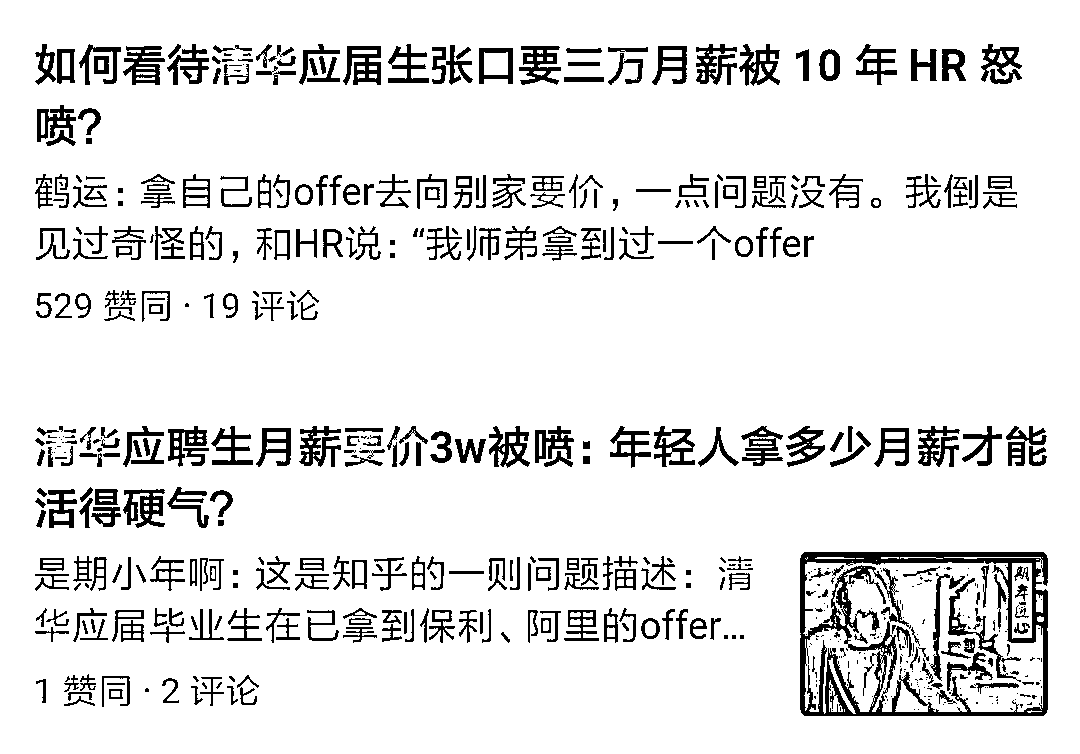 如何看待清华应届生张口要三万月薪被 10 年 HR 怒
喷?
鹤运: 拿自己的offer去向别家要价, 一点问题没有。我倒是
见过奇怪的, 和HR说: “我师弟拿到过一个offer
529 赞同 · 19 评论
清华应聘生月薪要价3w被喷: 年轻人拿多少月薪才能
活得硬气?
是期小年啊: 这是知乎的一则问题描述: 清
华应届毕业生在已拿到保利、阿里的offer...
1 赞同 · 2 评论